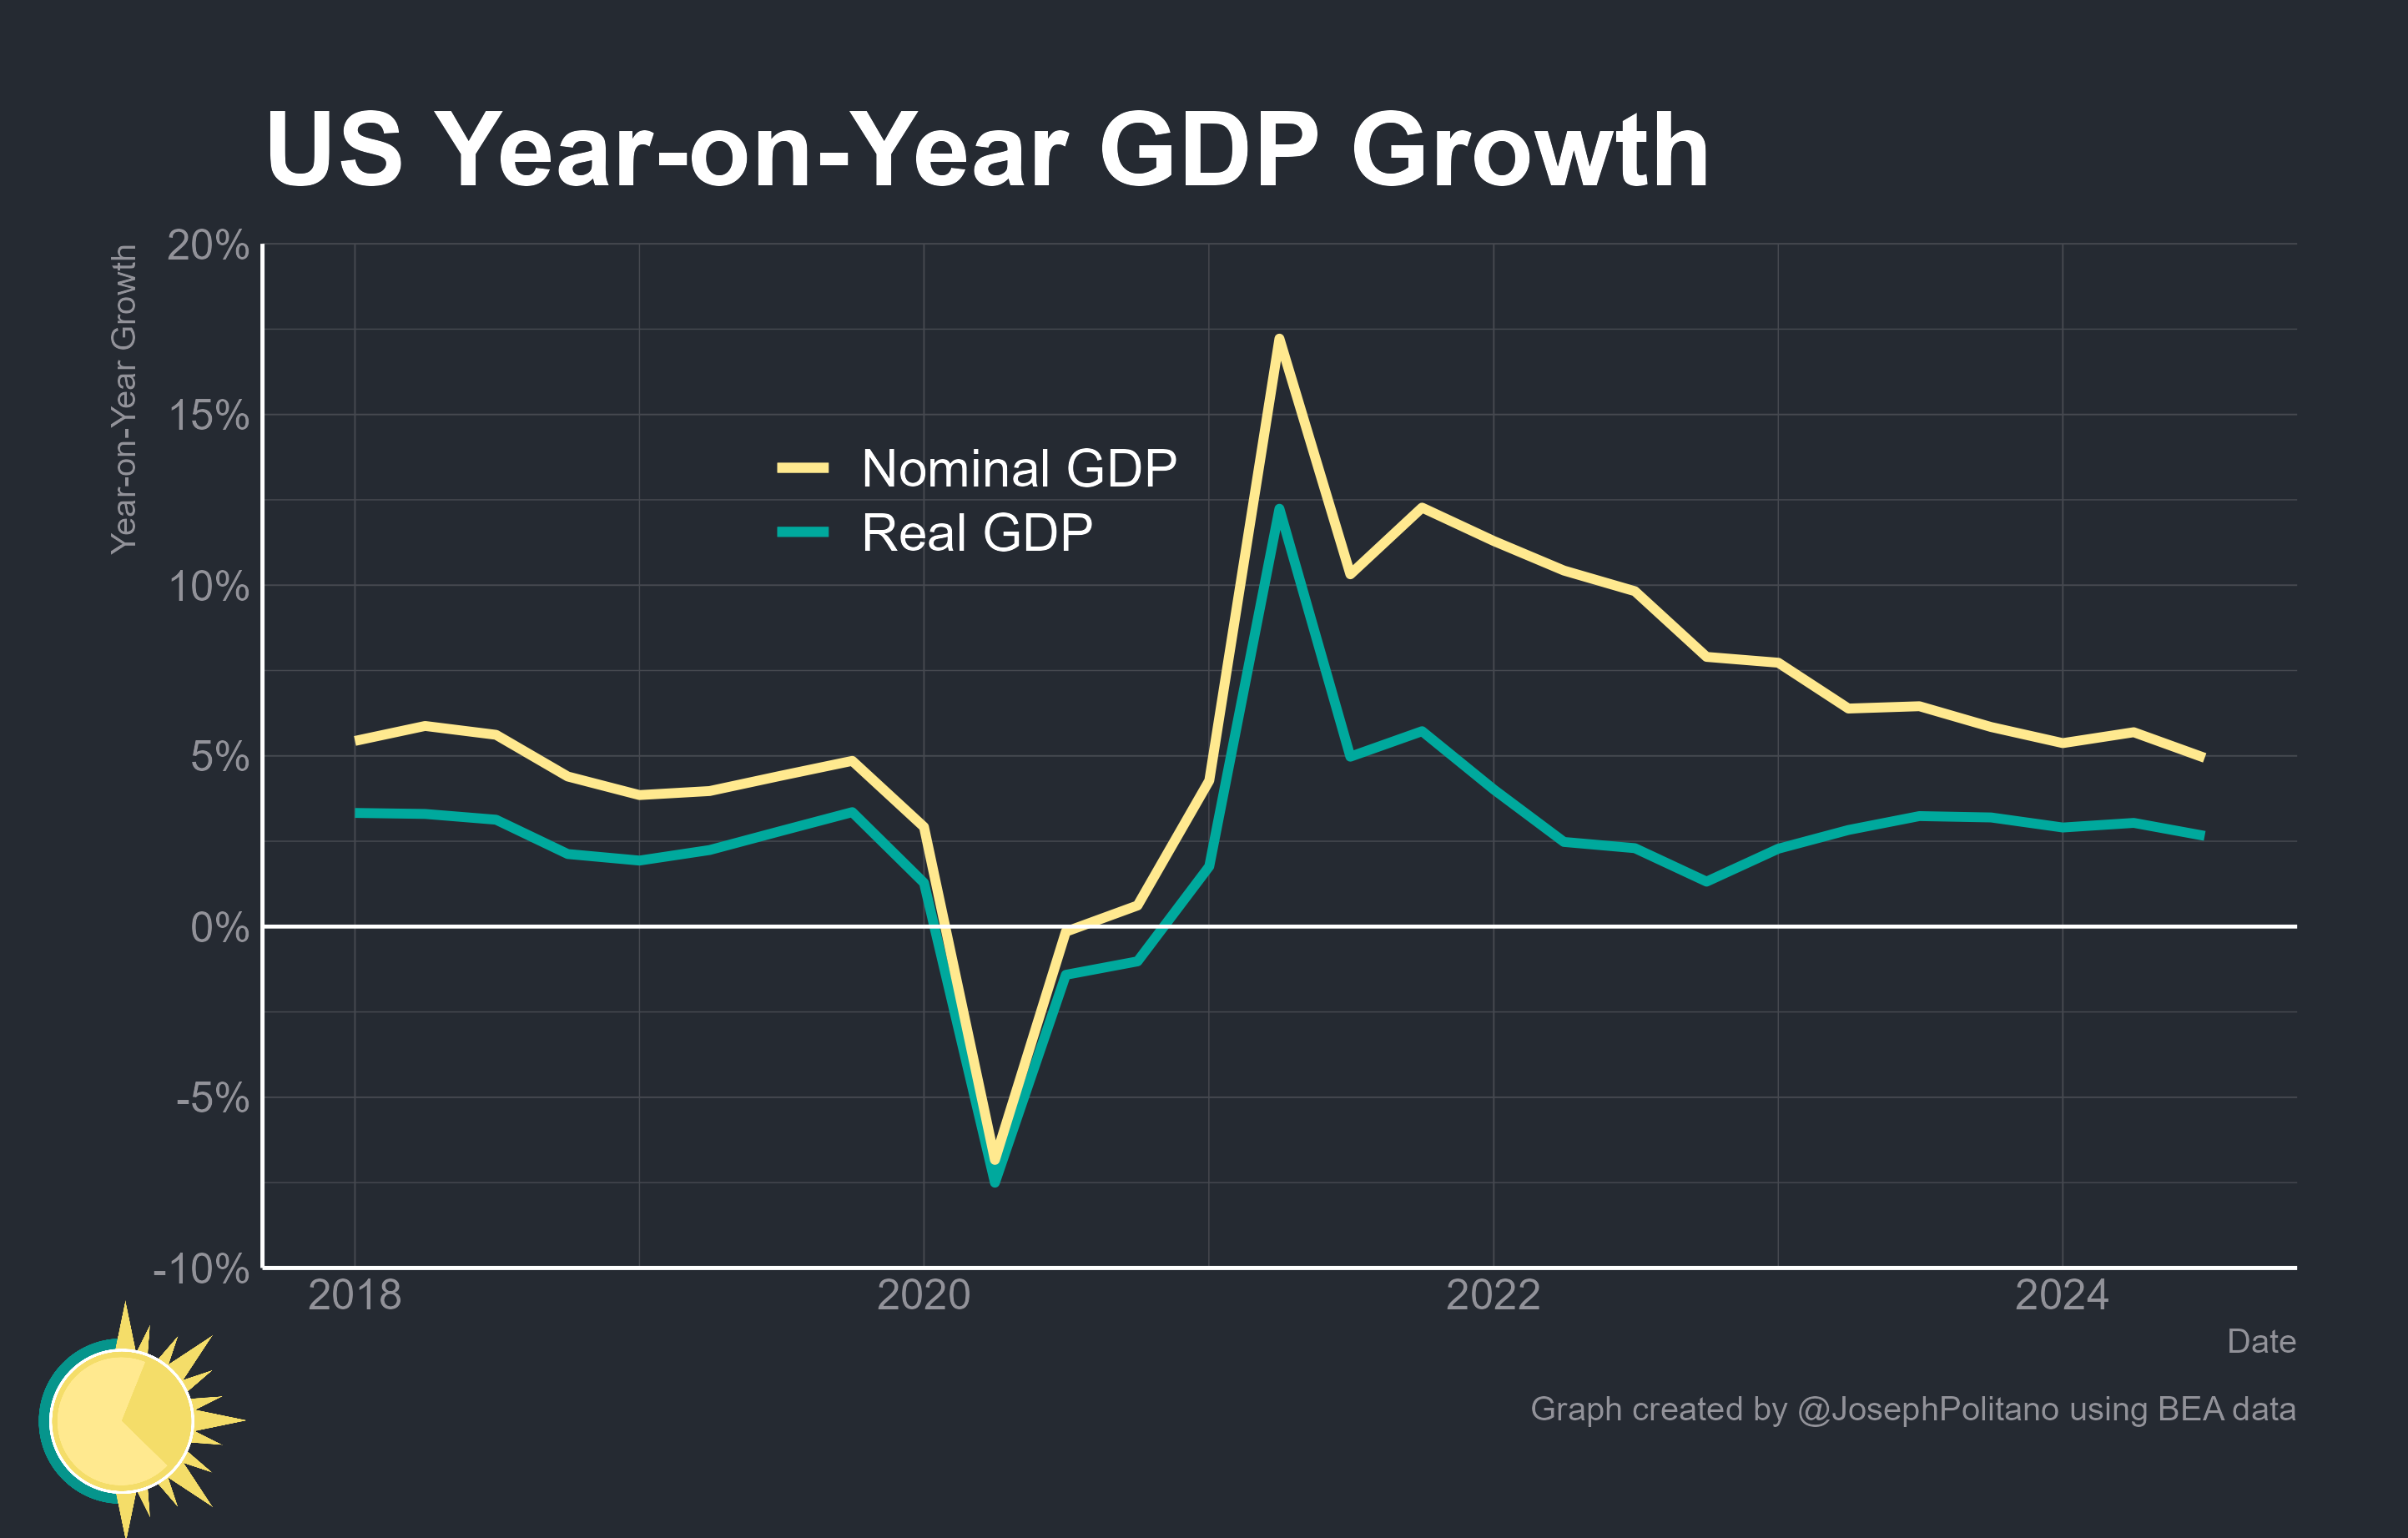 US Year-on-Year GDP Growth
Year-on-Year Growth
20%
15%
10%
5%
0%
-5%
-10%
Nominal GDP
Real GDP
2018
2020
2022
2024
Date
Graph created by @JosephPolitano using BEA data